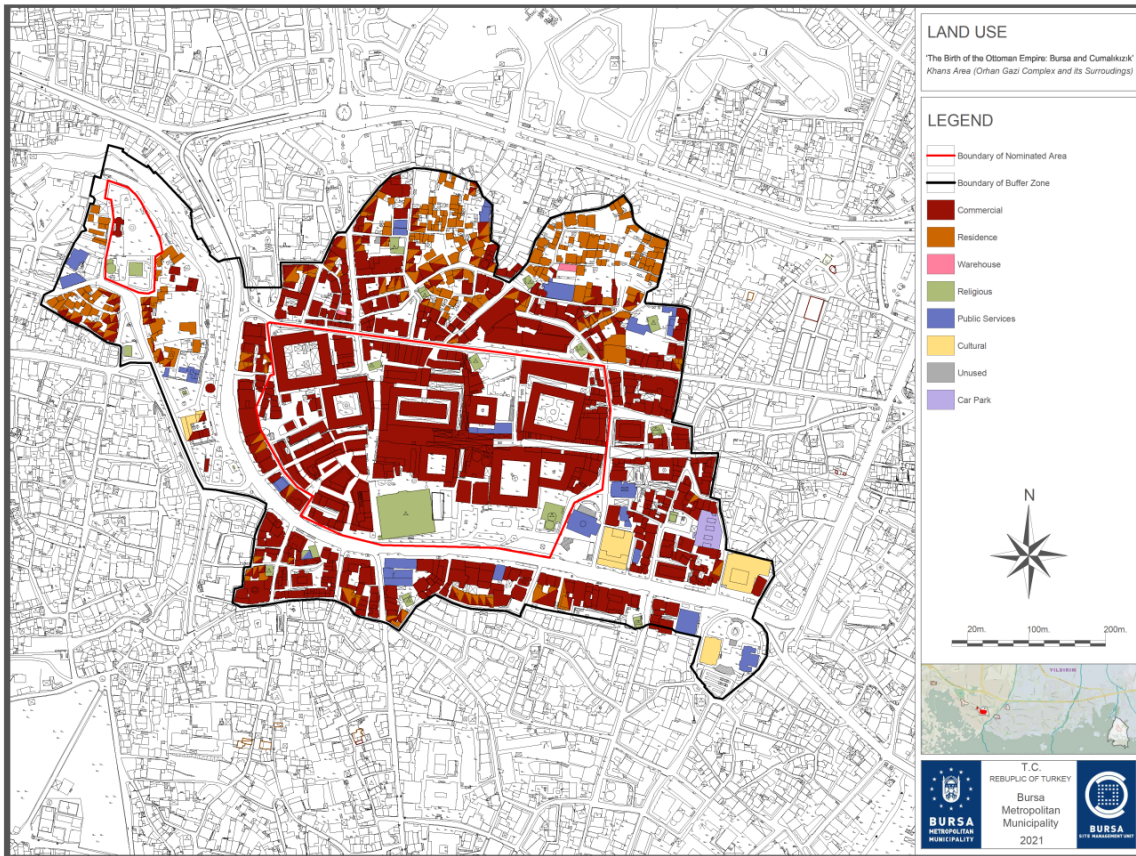 LAND USE
'The Birth of the Ottoman Empire: Bursa and Cumalıkızık'
Khans Area (Orhan Gazi Complex and its Surroudings)
LEGEND
Boundary of Nominated Area
Boundary of Buffer Zone
Commercial
Residence
Warehouse
Religious
Public Services
Cultural
Unused
Car Park
N
20m. 100m. 200m.
YILDIRIM
T.C.
REBUPLIC OF TURKEY
Bursa
Metropolitan
Municipality
2021
BURSA
METROPOLITAN
MUNICIPALITY
BURSA
SITE MANAGEMENT UNIT